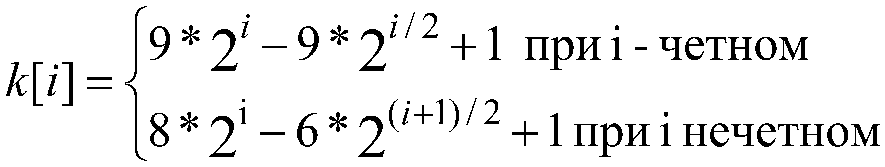 9 * 2^i − 9 * 2^{i/2} + 1 при i - четном
k[i] =
8 * 2^i − 6 * 2^{(i+1)/2} + 1 при i нечетном